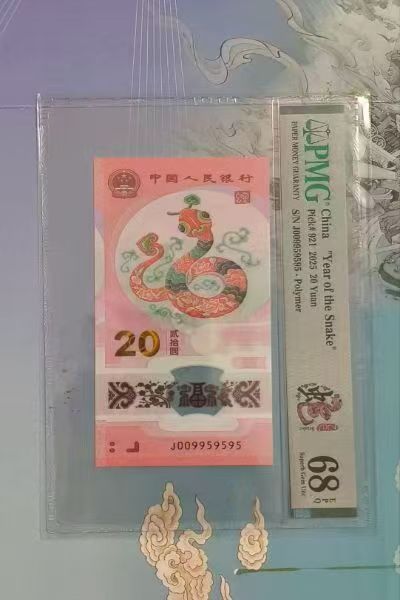 中国人民银行
20
贰拾圆
福
J009959595
PMG
PAPER MONEY GUARANTY
China "Year of the Snake"
Pick# 921 2025 20 Yuan
S/N J009959595 - Polymer
68 EPQ
Superb Gem Unc